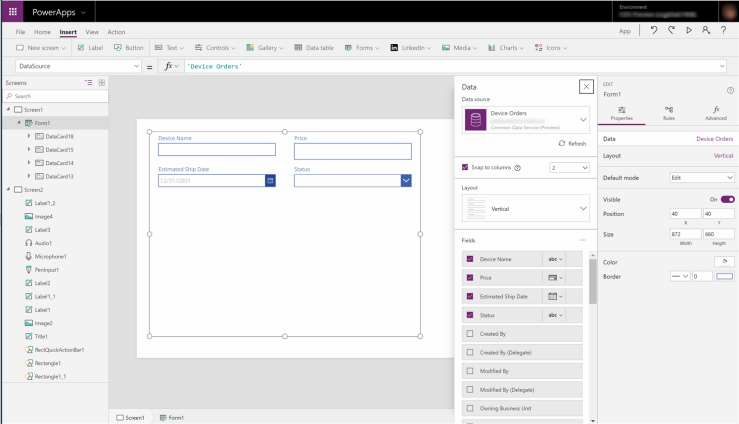 PowerApps
Environment
File Home Insert View Action
App
New screen Label Button Text Controls Gallery Data table Forms LinkedIn Media Charts Icons
DataSource = fx 'Device Orders'
Screens
Search
Screen1
Form1
DataCard18
DataCard15
DataCard14
DataCard13
Screen2
Label1_2
Image4
Label3
Audio1
Microphone1
PenInput1
Label2
Label1_1
Label1
Image2
Title1
RectQuickActionBar1
Rectangle1
Rectangle1_1
Device Name
Price
Estimated Ship Date
Status
12/31/2001
Screen1 Form1
Data
Data source
Device Orders
Common Data Service (Preview)
Refresh
Snap to columns 2
Layout
Vertical
Fields
Device Name abc
Price
Estimated Ship Date
Status abc
Created By
Created By (Delegate)
Modified By
Modified By (Delegate)
Owning Business Unit
EDIT
Form1
Properties Rules Advanced
Data Device Orders
Layout Vertical
Default mode Edit
Visible On
Position 40 40
X Y
Size 872 660
Width Height
Color
Border 0